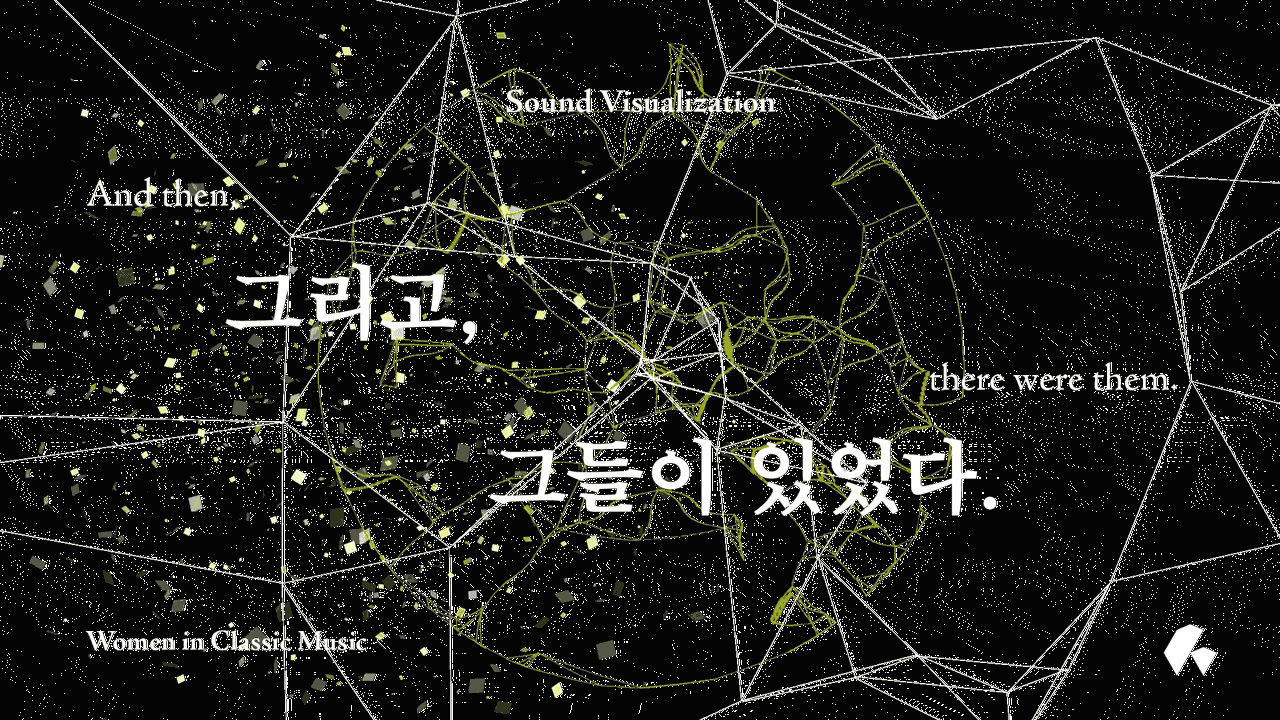 Sound Visualization
And then,
그리고,
there were them.
그들이 있었다.
Women in Classic Music